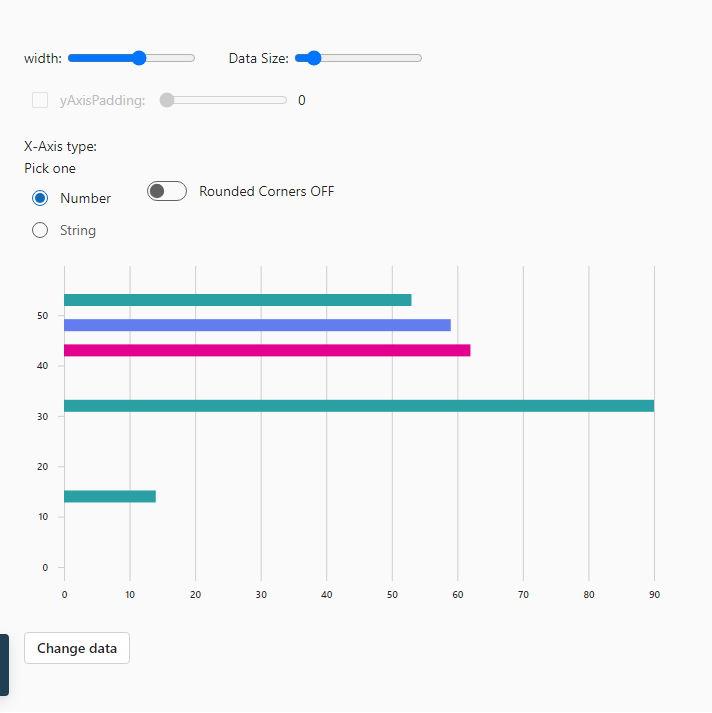 width:
Data Size:
yAxisPadding:
0
X-Axis type:
Pick one
Number
Rounded Corners OFF
String
50
40
30
20
10
0
0 10 20 30 40 50 60 70 80 90
Change data